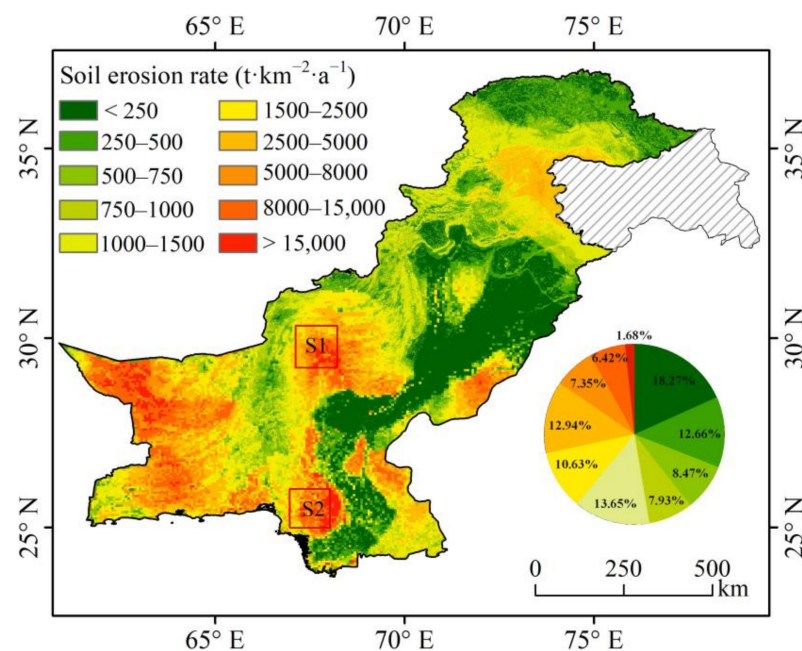 65° E 70° E 75° E
Soil erosion rate (t·km⁻²·a⁻¹)
< 250 1500–2500
250–500 2500–5000
500–750 5000–8000
750–1000 8000–15,000
1000–1500 > 15,000
35° N 35° N
30° N 30° N
25° N 25° N
S1
S2
1.68%
6.42%
18.27%
7.35%
12.94%
12.66%
10.63%
8.47%
13.65%
7.93%
0 250 500
km
65° E 70° E 75° E